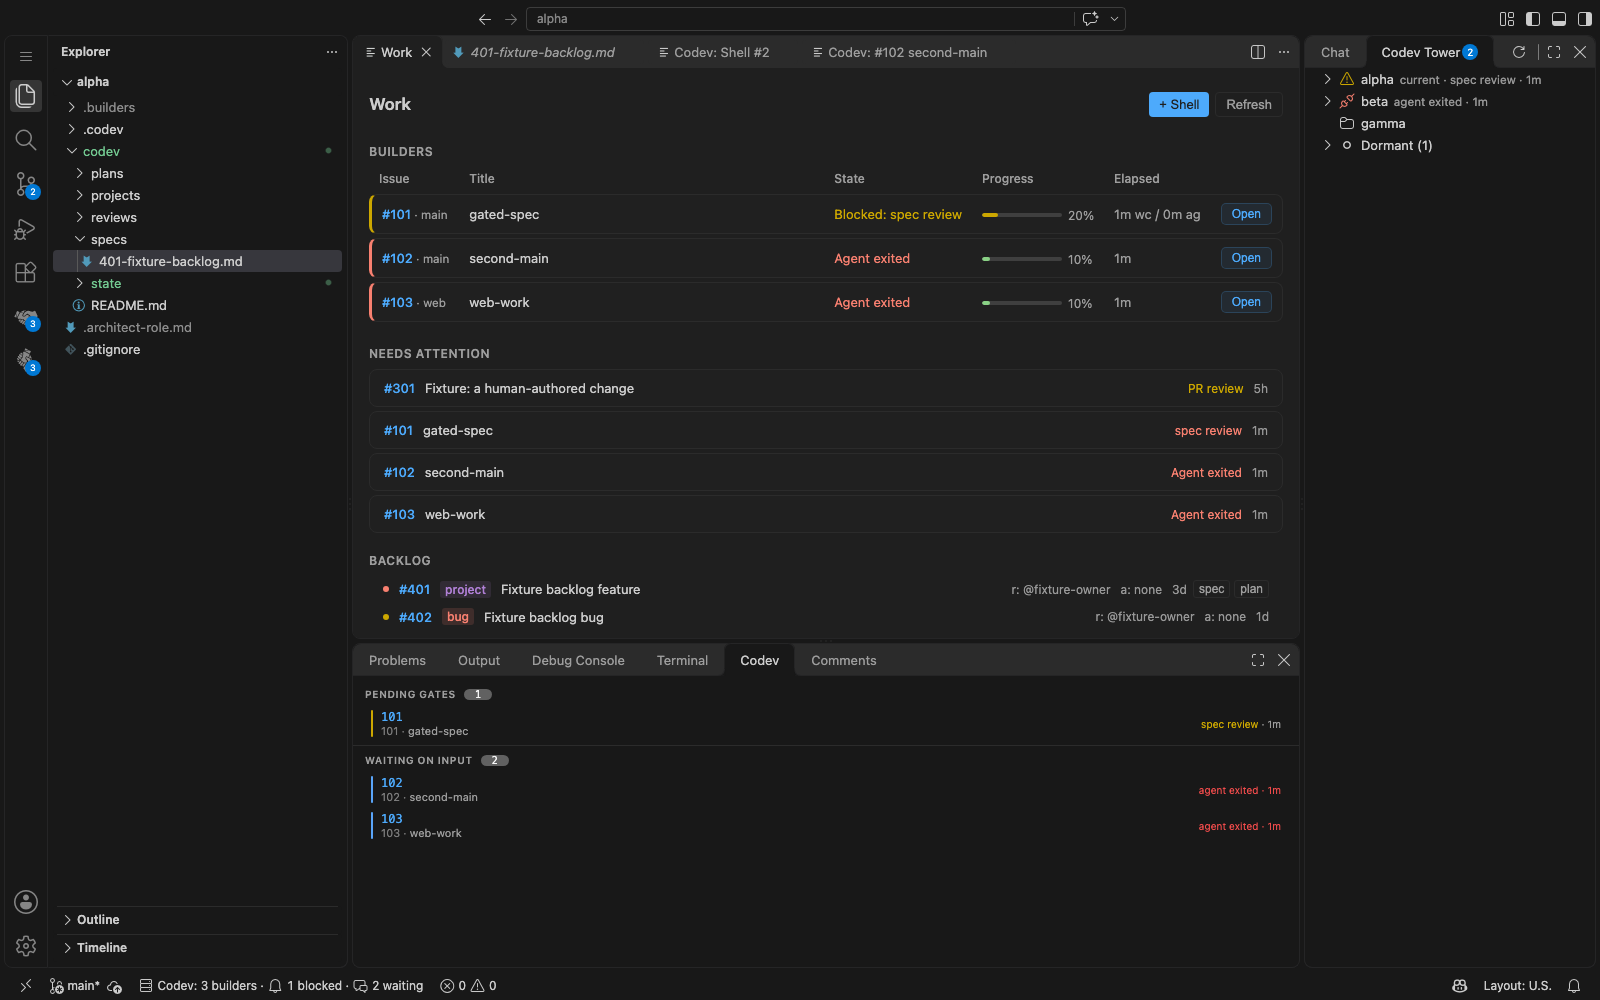 alpha
Explorer
alpha
.builders
.codev
codev
plans
projects
reviews
specs
401-fixture-backlog.md
state
README.md
.architect-role.md
.gitignore
2
3
3
Outline
Timeline
Work
401-fixture-backlog.md
Codev: Shell #2
Codev: #102 second-main
Work
+ Shell
Refresh
BUILDERS
Issue Title State Progress Elapsed
#101 · main gated-spec Blocked: spec review 20% 1m wc / 0m ag Open
#102 · main second-main Agent exited 10% 1m Open
#103 · web web-work Agent exited 10% 1m Open
NEEDS ATTENTION
#301 Fixture: a human-authored change PR review 5h
#101 gated-spec spec review 1m
#102 second-main Agent exited 1m
#103 web-work Agent exited 1m
BACKLOG
#401 project Fixture backlog feature r: @fixture-owner a: none 3d spec plan
#402 bug Fixture backlog bug r: @fixture-owner a: none 1d
Problems Output Debug Console Terminal Codev Comments
PENDING GATES 1
101
101 · gated-spec spec review · 1m
WAITING ON INPUT 2
102
102 · second-main agent exited · 1m
103
103 · web-work agent exited · 1m
Chat Codev Tower 2
alpha current · spec review · 1m
beta agent exited · 1m
gamma
Dormant (1)
main* Codev: 3 builders · 1 blocked · 2 waiting 0 0 Layout: U.S.